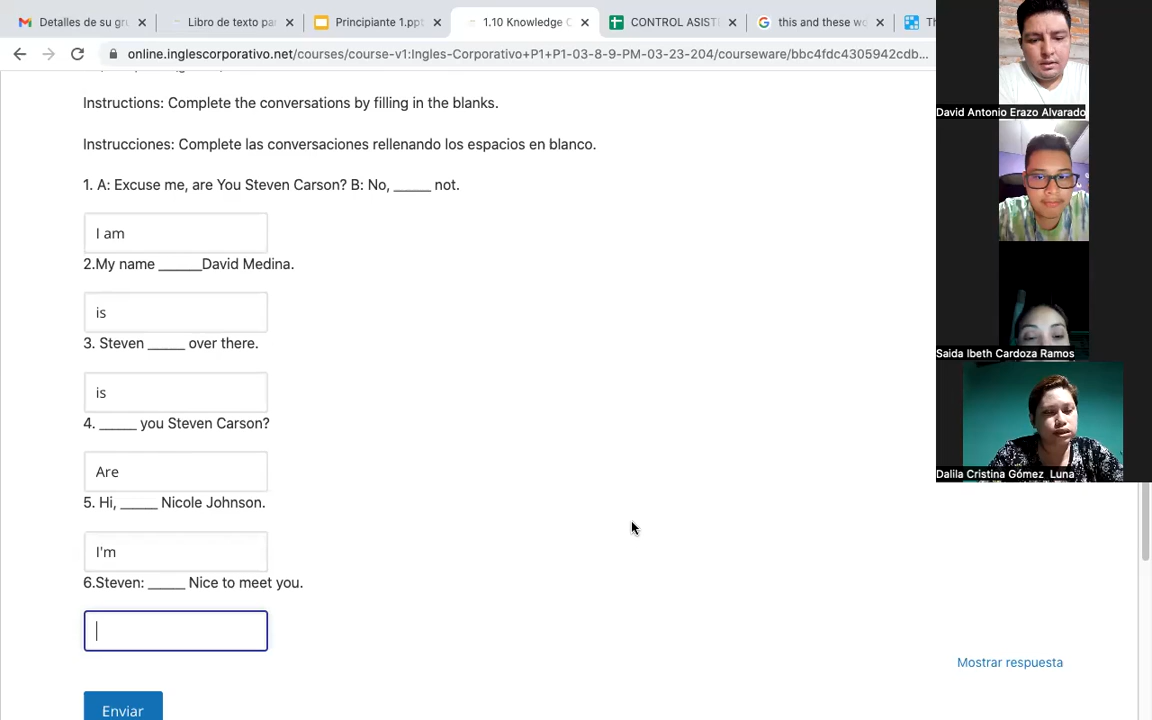 Detalles de su gr
Libro de texto pa
Principiante 1.ppt
1.10 Knowledge C
CONTROL ASIST
this and these wo
Th
online.inglescorporativo.net/courses/course-v1:Ingles-Corporativo+P1+P1-03-8-9-PM-03-23-204/courseware/bbc4fdc4305942cdb...
Instructions: Complete the conversations by filling in the blanks.
Instrucciones: Complete las conversaciones rellenando los espacios en blanco.
1. A: Excuse me, are You Steven Carson? B: No, _____ not.
I am
2.My name ______David Medina.
is
3. Steven _____ over there.
is
4. _____ you Steven Carson?
Are
5. Hi, _____ Nicole Johnson.
I'm
6.Steven: _____ Nice to meet you.
Mostrar respuesta
Enviar
David Antonio Erazo Alvarado
Saida Ibeth Cardoza Ramos
Dalila Cristina Gómez Luna